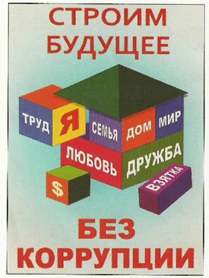 СТРОИМ
БУДУЩЕЕ
ТРУД Я СЕМЬЯ ДОМ МИР
ЛЮБОВЬ ДРУЖБА
$ ВЗЯТКА
БЕЗ
КОРРУПЦИИ